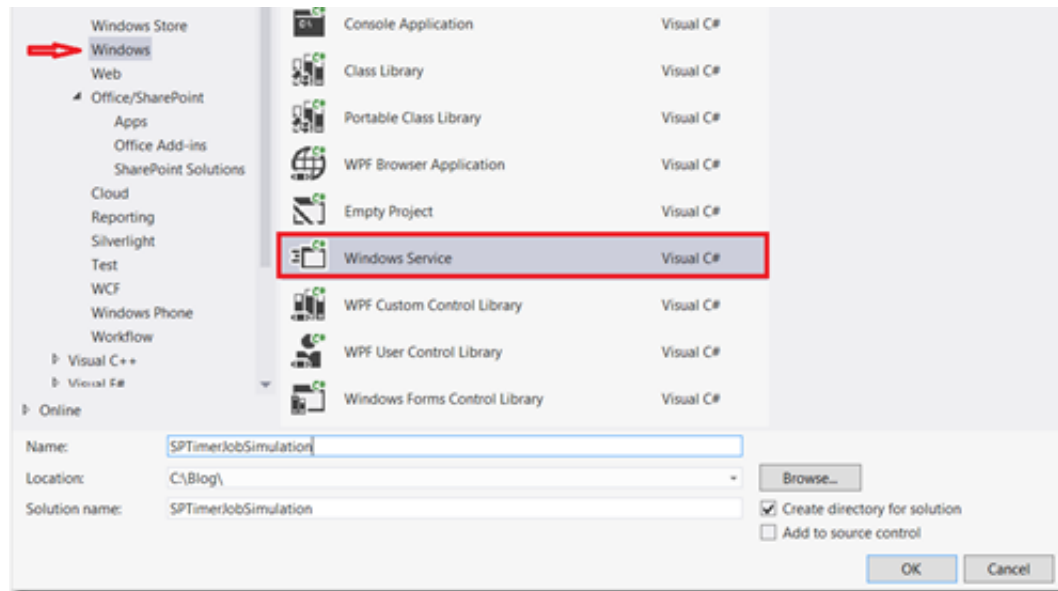 Windows Store
Windows
Web
Office/SharePoint
Apps
Office Add-ins
SharePoint Solutions
Cloud
Reporting
Silverlight
Test
WCF
Windows Phone
Workflow
Visual C++
Visual F#
Online
Console Application Visual C#
Class Library Visual C#
Portable Class Library Visual C#
WPF Browser Application Visual C#
Empty Project Visual C#
Windows Service Visual C#
WPF Custom Control Library Visual C#
WPF User Control Library Visual C#
Windows Forms Control Library Visual C#
Name: SPTimerJobSimulation
Location: C:\Blog\ Browse...
Solution name: SPTimerJobSimulation Create directory for solution
Add to source control
OK Cancel